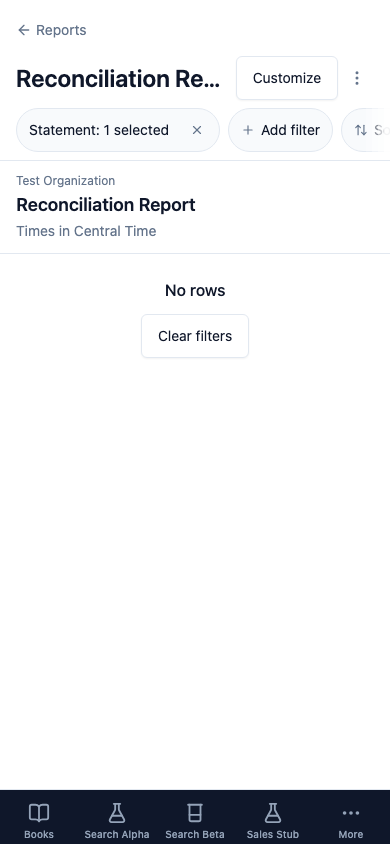 Reports
Reconciliation Re...
Customize
Statement: 1 selected
Add filter
Test Organization
Reconciliation Report
Times in Central Time
No rows
Clear filters
Books
Search Alpha
Search Beta
Sales Stub
More